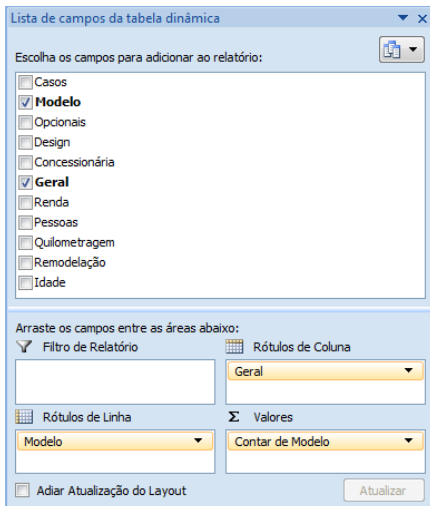 Lista de campos da tabela dinâmica
Escolha os campos para adicionar ao relatório:
Casos
Modelo
Opcionais
Design
Concessionária
Geral
Renda
Pessoas
Quilometragem
Remodelação
Idade
Arraste os campos entre as áreas abaixo:
Filtro de Relatório
Rótulos de Coluna
Geral
Rótulos de Linha
Σ Valores
Modelo
Contar de Modelo
Adiar Atualização do Layout
Atualizar